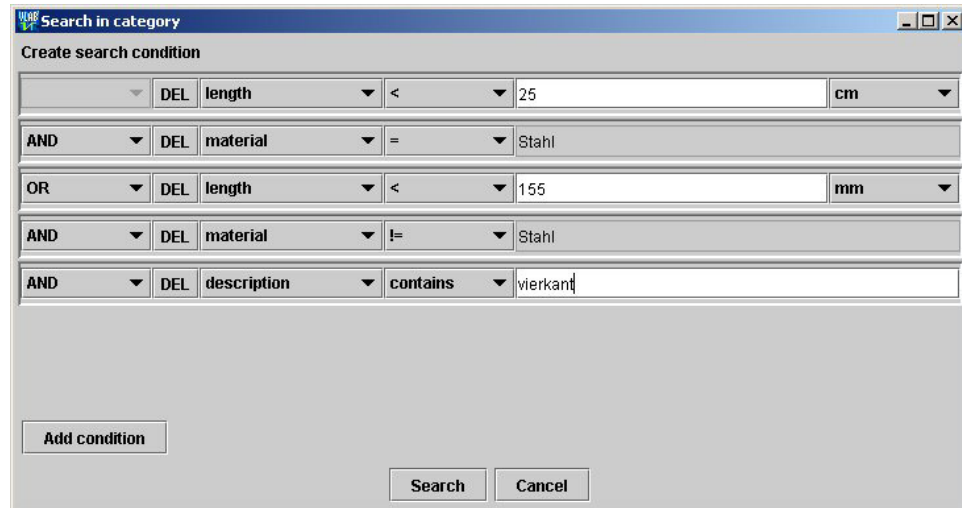 VLAB Search in category
Create search condition
DEL length < 25 cm
AND DEL material = Stahl
OR DEL length < 155 mm
AND DEL material != Stahl
AND DEL description contains vierkant
Add condition
Search Cancel